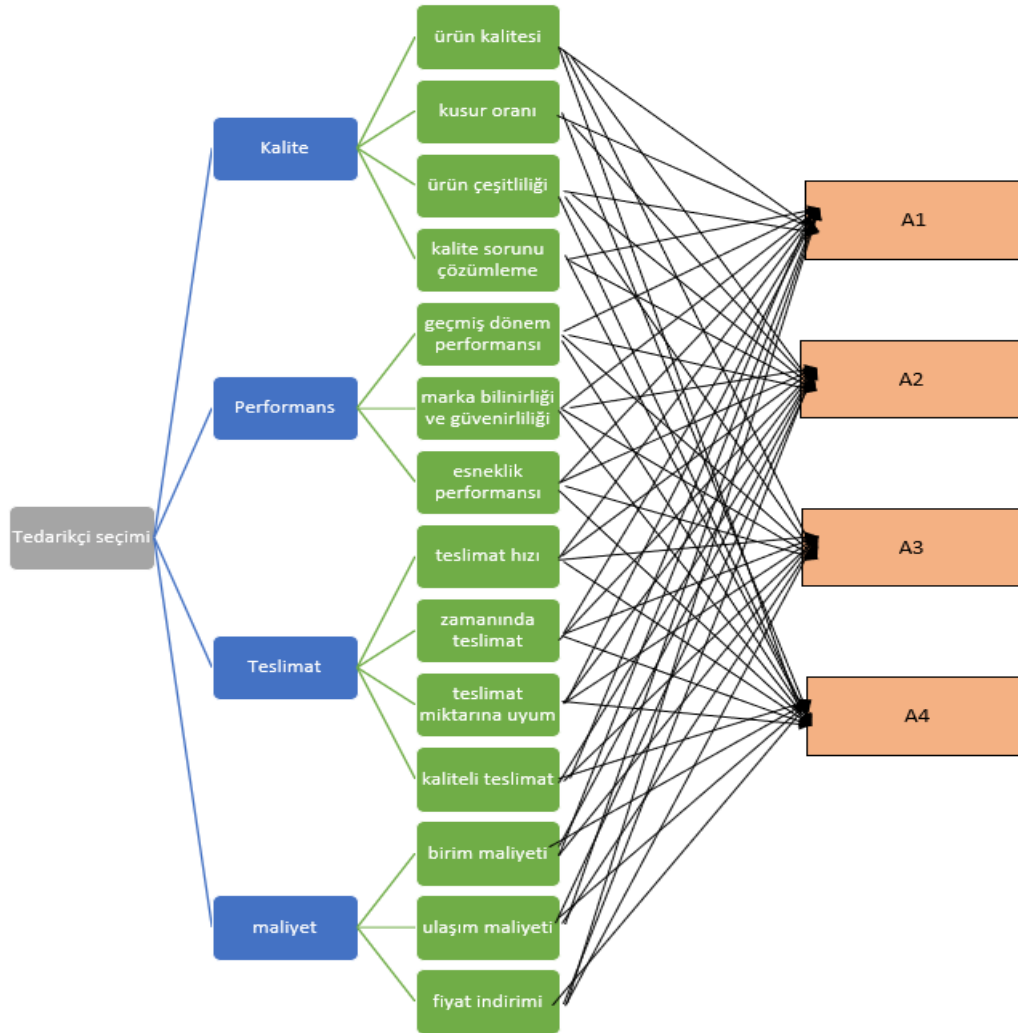 Tedarikçi seçimi
Kalite
Performans
Teslimat
maliyet
ürün kalitesi
kusur oranı
ürün çeşitliliği
kalite sorunu
çözümleme
geçmiş dönem
performansı
marka bilinirliği
ve güvenirliliği
esneklik
performansı
teslimat hızı
zamanında
teslimat
teslimat
miktarına uyum
kaliteli teslimat
birim maliyeti
ulaşım maliyeti
fiyat indirimi
A1
A2
A3
A4